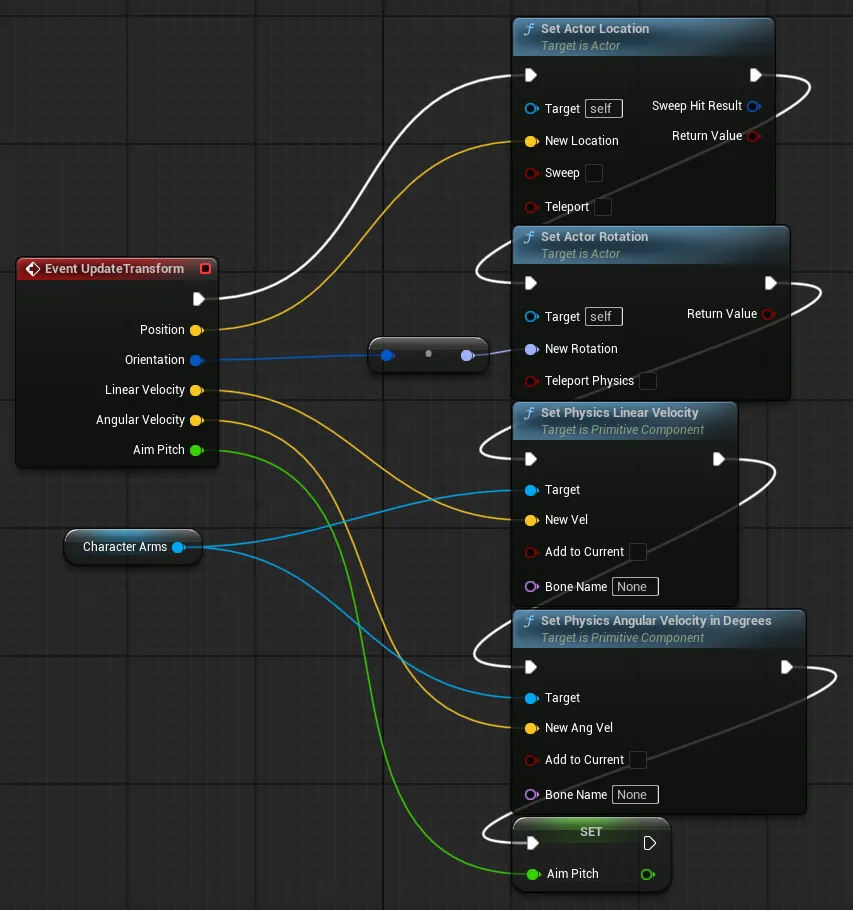 Set Actor Location
Target is Actor
Target self
Sweep Hit Result
New Location
Return Value
Sweep
Teleport
Set Actor Rotation
Target is Actor
Target self
Return Value
New Rotation
Teleport Physics
Event UpdateTransform
Position
Orientation
Linear Velocity
Angular Velocity
Aim Pitch
Character Arms
Set Physics Linear Velocity
Target is Primitive Component
Target
New Vel
Add to Current
Bone Name None
Set Physics Angular Velocity in Degrees
Target is Primitive Component
Target
New Ang Vel
Add to Current
Bone Name None
SET
Aim Pitch